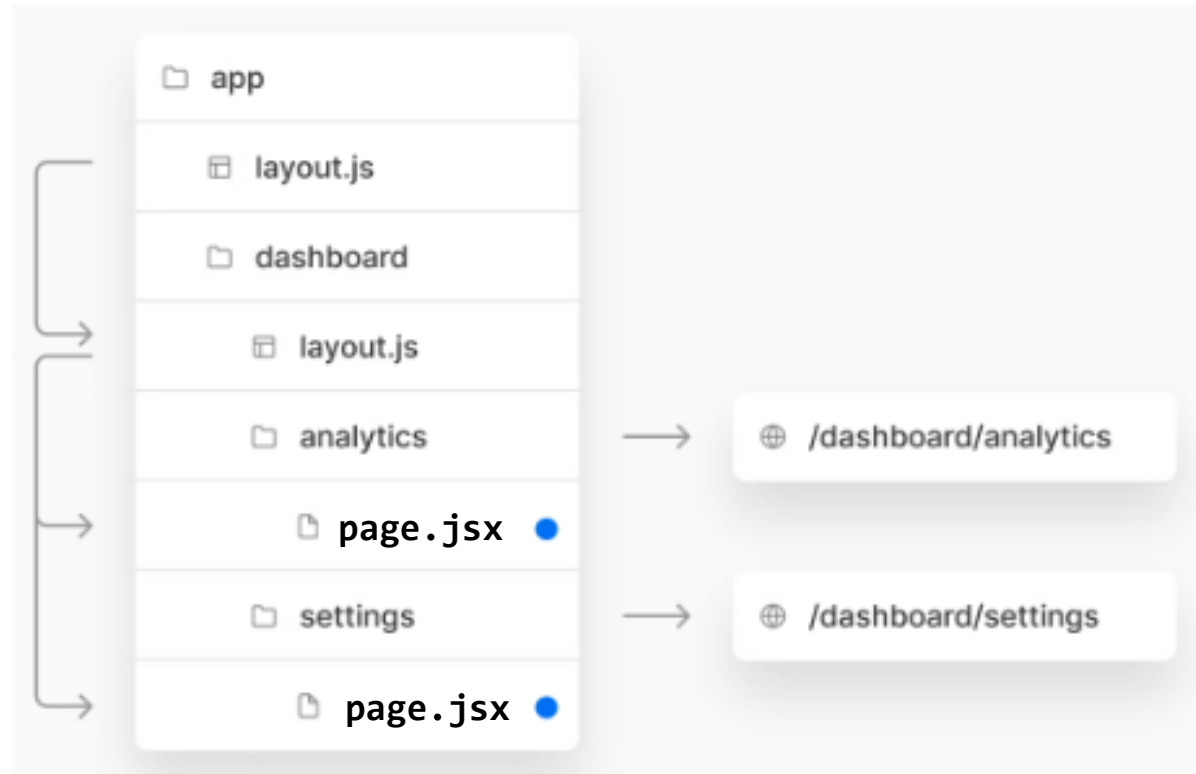 app
layout.js
dashboard
layout.js
analytics
/dashboard/analytics
page.jsx
settings
/dashboard/settings
page.jsx